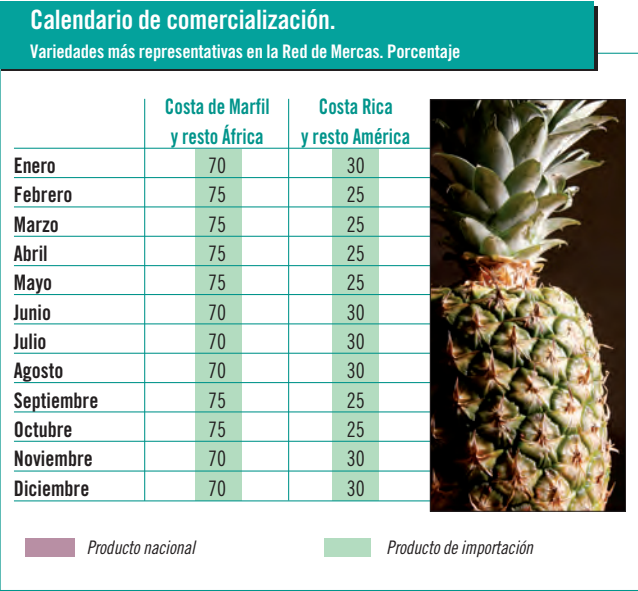 Calendario de comercialización.
Variedades más representativas en la Red de Mercas. Porcentaje
Costa de Marfil Costa Rica
y resto África y resto América
Enero 70 30
Febrero 75 25
Marzo 75 25
Abril 75 25
Mayo 75 25
Junio 70 30
Julio 70 30
Agosto 70 30
Septiembre 75 25
Octubre 75 25
Noviembre 70 30
Diciembre 70 30
Producto nacional Producto de importación